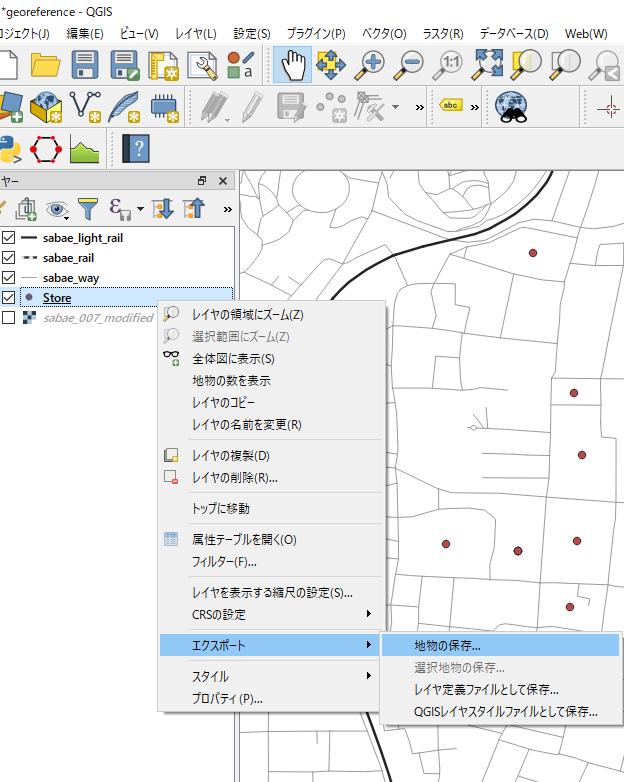 *georeference - QGIS
ロジェクト(J) 編集(E) ビュー(V) レイヤ(L) 設定(S) プラグイン(P) ベクタ(O) ラスタ(R) データベース(D) Web(W)
1:1
abc
?
ヤー
sabae_light_rail
sabae_rail
sabae_way
Store
sabae_007_modified
レイヤの領域にズーム(Z)
選択範囲にズーム(Z)
全体図に表示(S)
地物の数を表示
レイヤのコピー
レイヤの名前を変更(R)
レイヤの複製(D)
レイヤの削除(R)...
トップに移動
属性テーブルを開く(O)
フィルター(F)...
レイヤを表示する縮尺の設定(S)...
CRSの設定
エクスポート
地物の保存...
選択地物の保存...
スタイル
レイヤ定義ファイルとして保存...
プロパティ(P)...
QGISレイヤスタイルファイルとして保存...